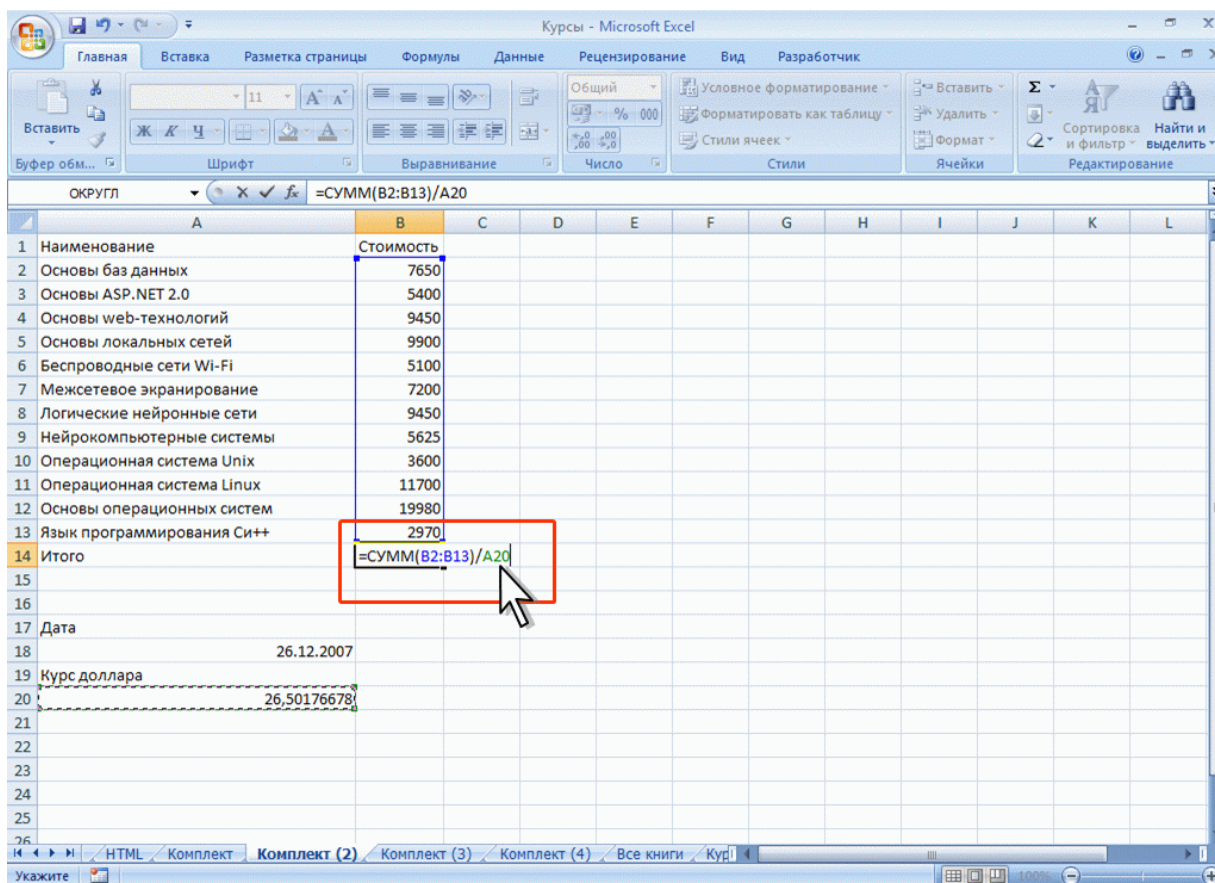 Курсы - Microsoft Excel
Главная Вставка Разметка страницы Формулы Данные Рецензирование Вид Разработчик
Вставить
11
Ж К Ч
Общий
% 000
Условное форматирование
Форматировать как таблицу
Стили ячеек
Вставить
Удалить
Формат
Сортировка и фильтр
Найти и выделить
Буфер обм... Шрифт Выравнивание Число Стили Ячейки Редактирование
ОКРУГЛ =СУММ(B2:B13)/A20
A B C D E F G H I J K L
1 Наименование Стоимость
2 Основы баз данных 7650
3 Основы ASP.NET 2.0 5400
4 Основы web-технологий 9450
5 Основы локальных сетей 9900
6 Беспроводные сети Wi-Fi 5100
7 Межсетевое экранирование 7200
8 Логические нейронные сети 9450
9 Нейрокомпьютерные системы 5625
10 Операционная система Unix 3600
11 Операционная система Linux 11700
12 Основы операционных систем 19980
13 Язык программирования Си++ 2970
14 Итого =СУММ(B2:B13)/A20
15
16
17 Дата
18 26.12.2007
19 Курс доллара
20 26,50176678
21
22
23
24
25
26
HTML Комплект Комплект (2) Комплект (3) Комплект (4) Все книги
Укажите 100%